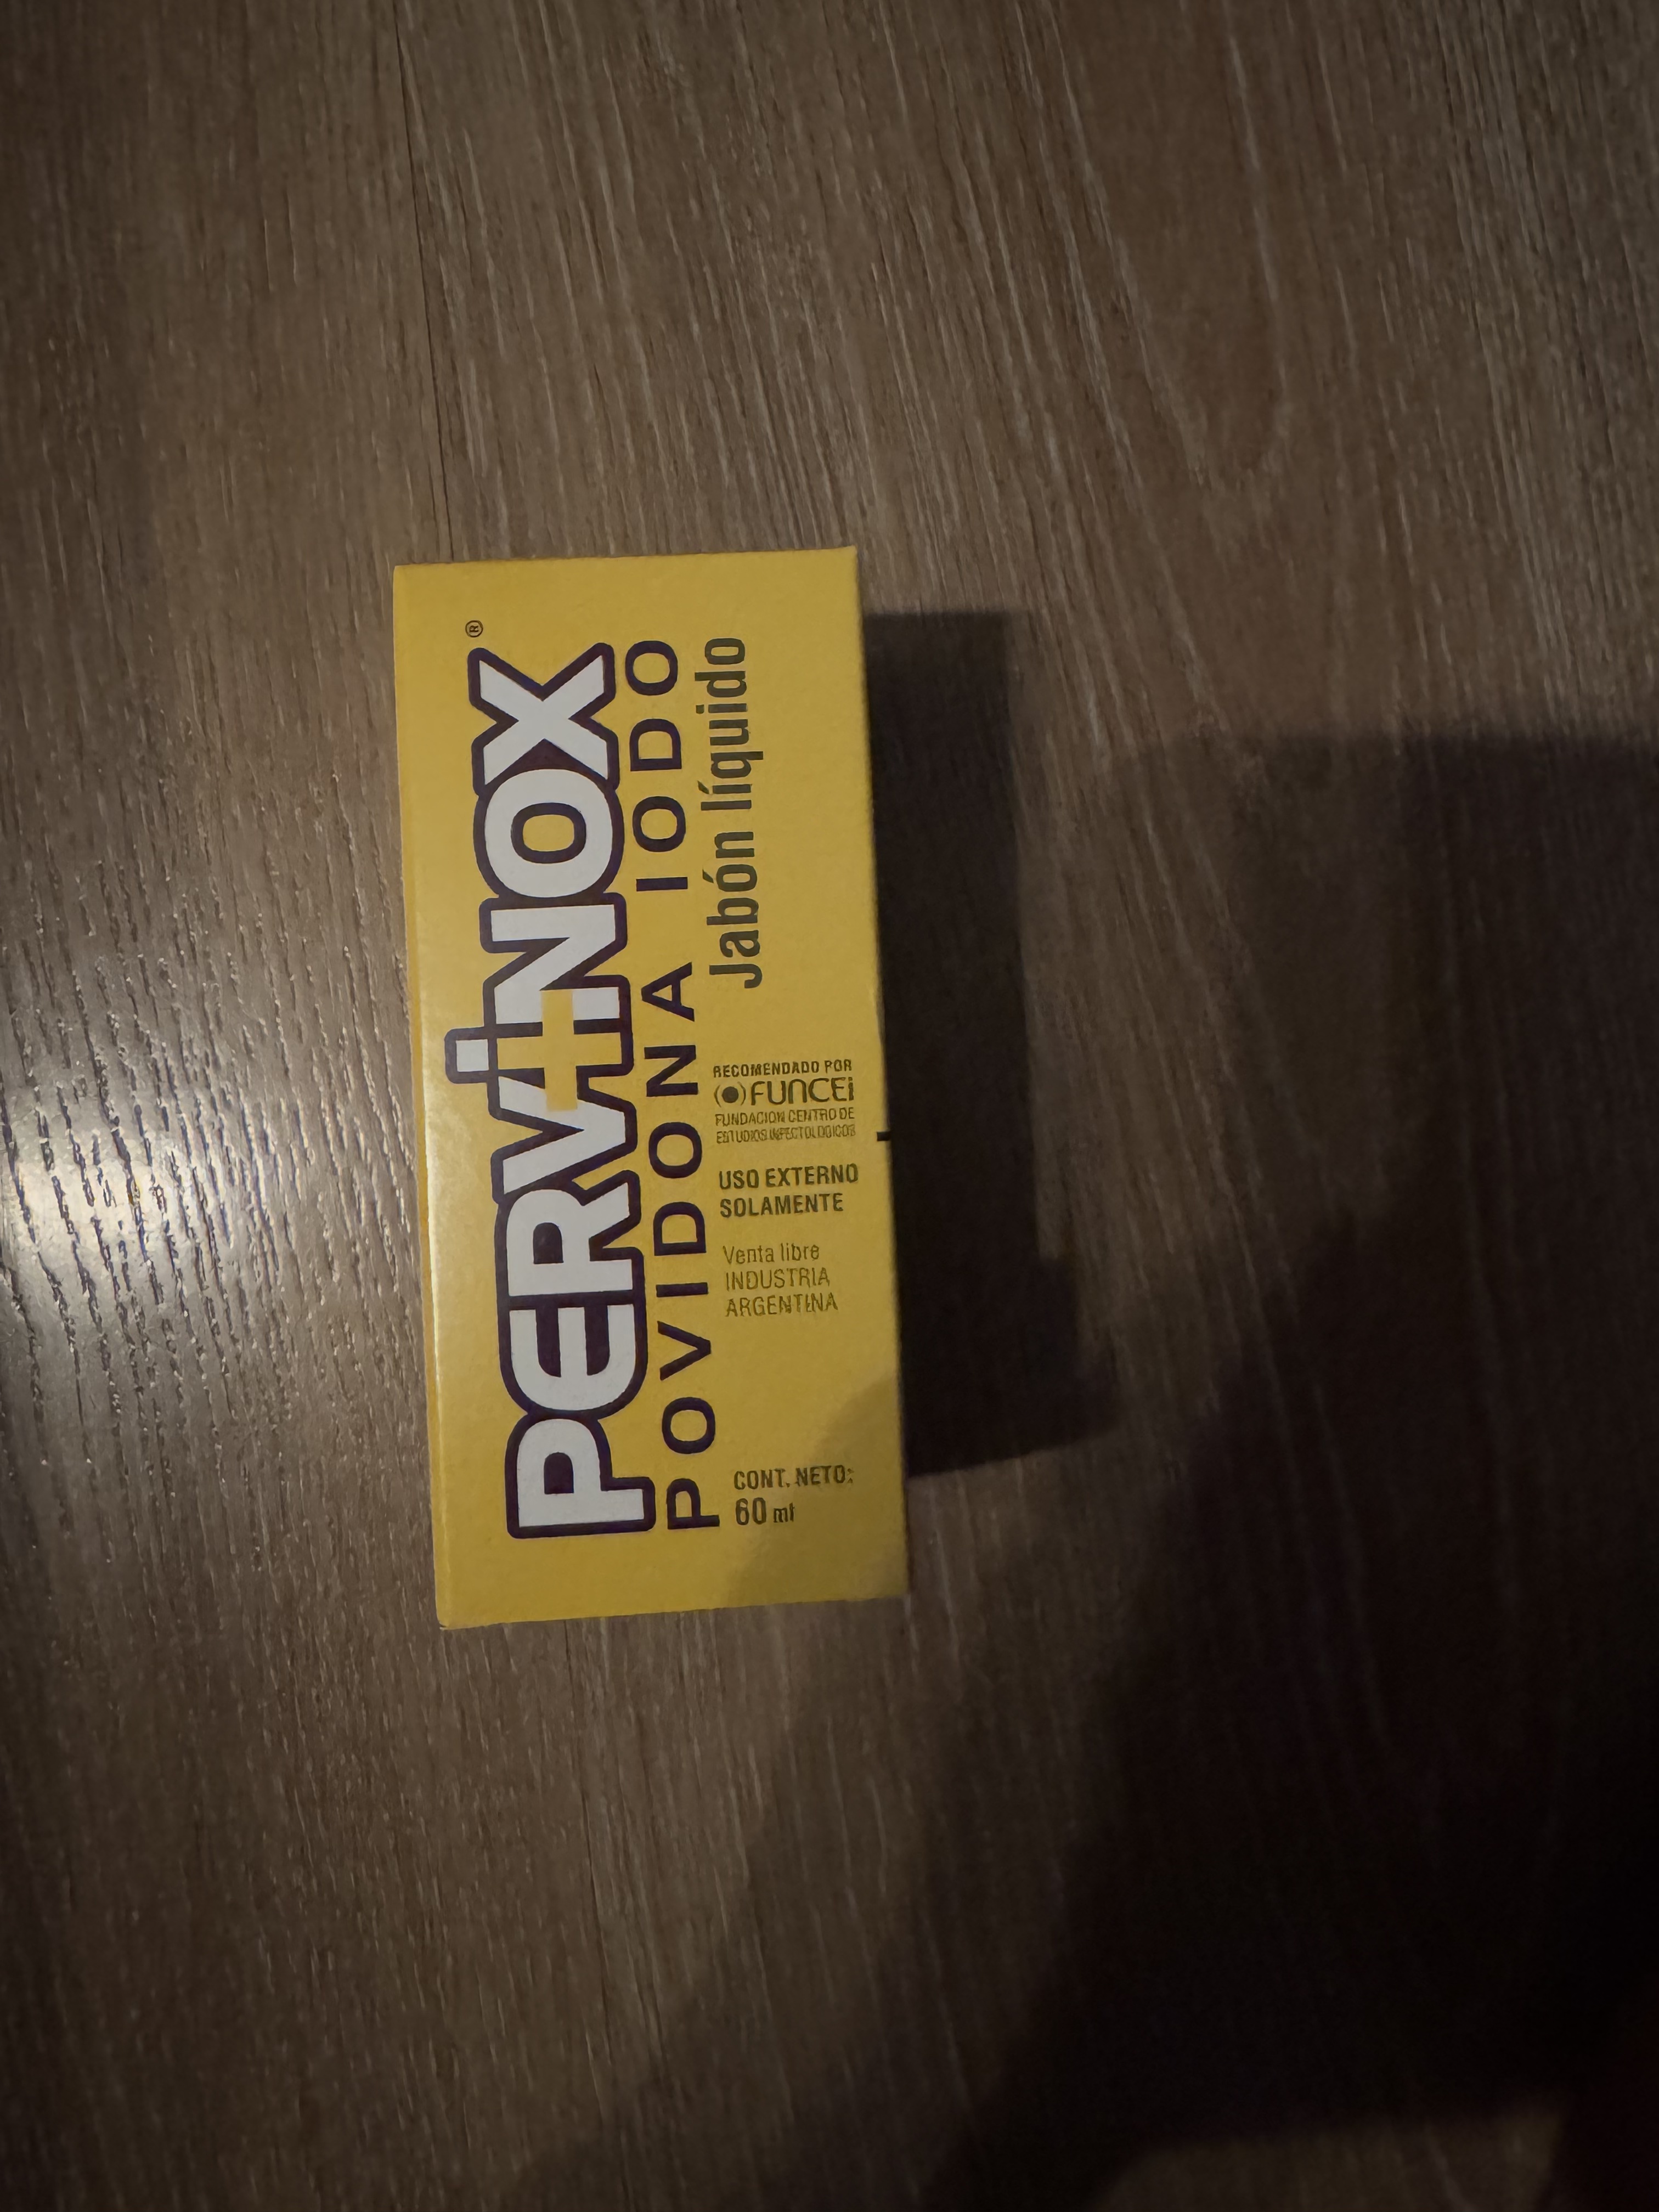 PERVINOX®
POVIDONA IODO
Jabón líquido
CONT. NETO:
60 ml
Venta libre
INDUSTRIA
ARGENTINA
USO EXTERNO
SOLAMENTE
RECOMENDADO POR
FUNCEI
FUNDACION CENTRO DE
ESTUDIOS INFECTOLOGICOS